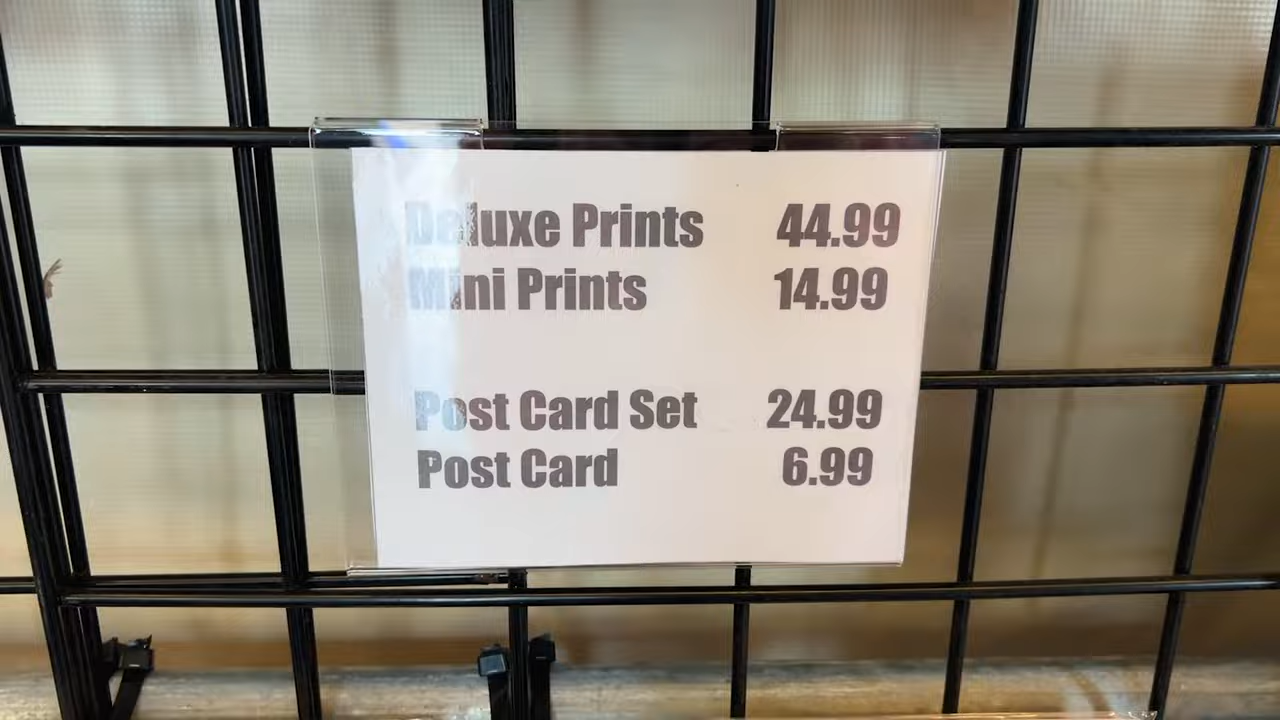 Deluxe Prints 44.99
Mini Prints 14.99
Post Card Set 24.99
Post Card 6.99